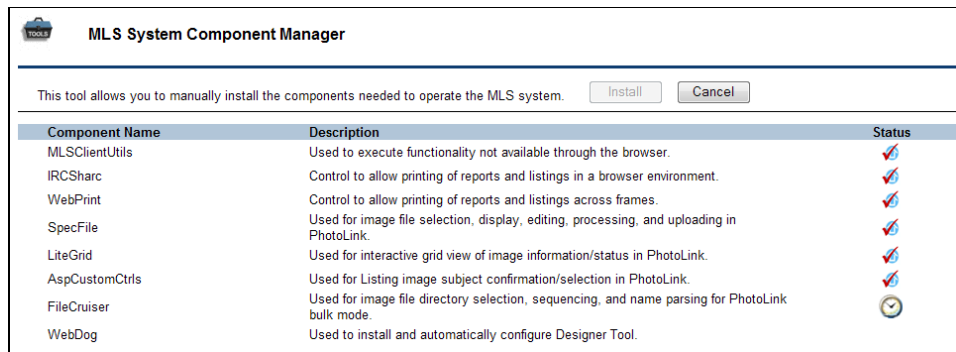 TOOLS
MLS System Component Manager
This tool allows you to manually install the components needed to operate the MLS system. Install Cancel
Component Name Description Status
MLSClientUtils Used to execute functionality not available through the browser.
IRCSharc Control to allow printing of reports and listings in a browser environment.
WebPrint Control to allow printing of reports and listings across frames.
SpecFile Used for image file selection, display, editing, processing, and uploading in
PhotoLink.
LiteGrid Used for interactive grid view of image information/status in PhotoLink.
AspCustomCtrls Used for Listing image subject confirmation/selection in PhotoLink.
FileCruiser Used for image file directory selection, sequencing, and name parsing for PhotoLink
bulk mode.
WebDog Used to install and automatically configure Designer Tool.